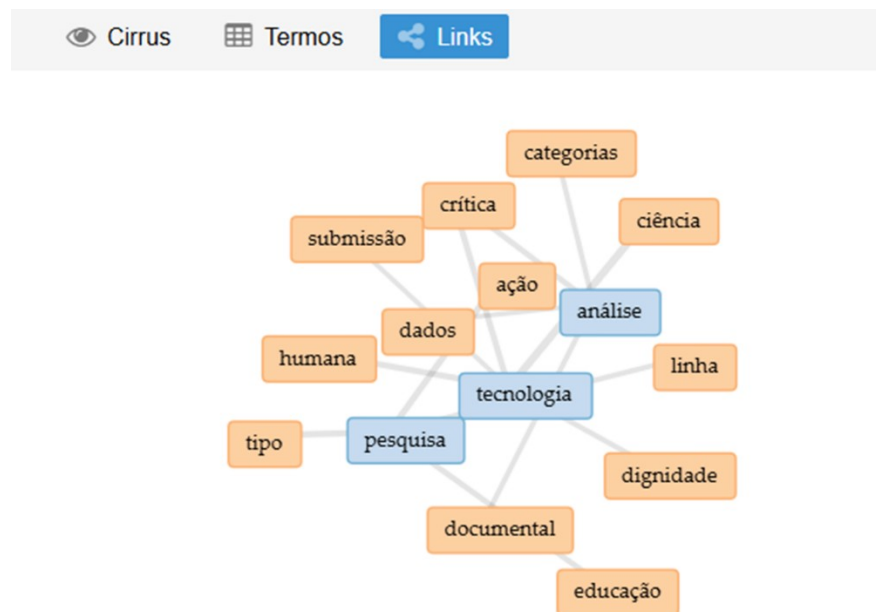 Cirrus Termos Links
categorias
crítica
ciência
submissão
ação
análise
dados
humana
linha
tecnologia
tipo
pesquisa
dignidade
documental
educação